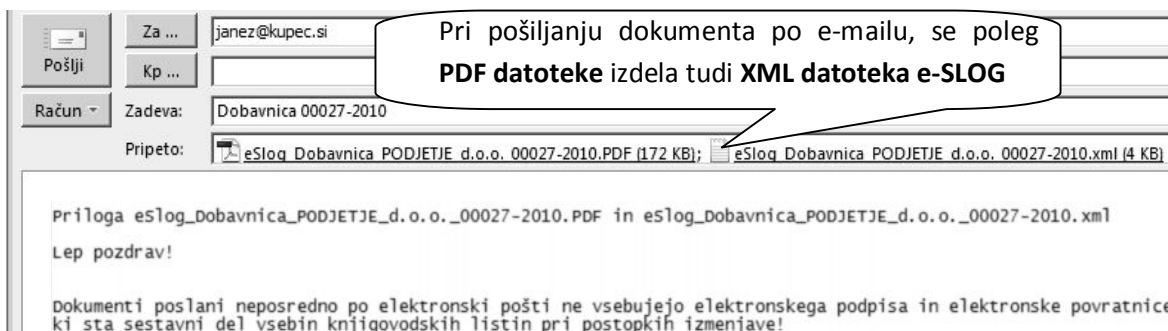 Za ...
janez@kupec.si
Pri pošiljanju dokumenta po e-mailu, se poleg
PDF datoteke izdela tudi XML datoteka e-SLOG
Pošlji
Kp ...
Račun
Zadeva:
Dobavnica 00027-2010
Pripeto:
eSlog_Dobavnica_PODJETJE_d.o.o._00027-2010.PDF (172 KB); eSlog_Dobavnica_PODJETJE_d.o.o._00027-2010.xml (4 KB)
Priloga eSlog_Dobavnica_PODJETJE_d.o.o._00027-2010.PDF in eSlog_Dobavnica_PODJETJE_d.o.o._00027-2010.xml
Lep pozdrav!
Dokumenti poslani neposredno po elektronski pošti ne vsebujejo elektronskega podpisa in elektronske povratnice
ki sta sestavni del vsebin knjigovodskih listin pri postopkih izmenjave!